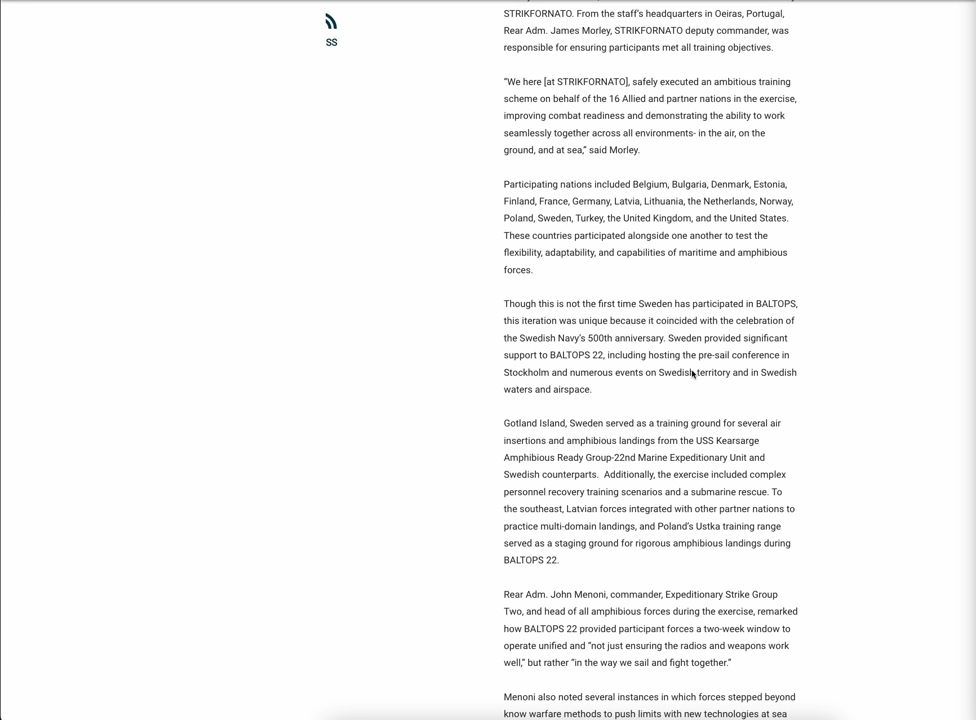 STRIKFORNATO. From the staff’s headquarters in Oeiras, Portugal,
Rear Adm. James Morley, STRIKFORNATO deputy commander, was
responsible for ensuring participants met all training objectives.
SS
“We here [at STRIKFORNATO], safely executed an ambitious training
scheme on behalf of the 16 Allied and partner nations in the exercise,
improving combat readiness and demonstrating the ability to work
seamlessly together across all environments- in the air, on the
ground, and at sea,” said Morley.
Participating nations included Belgium, Bulgaria, Denmark, Estonia,
Finland, France, Germany, Latvia, Lithuania, the Netherlands, Norway,
Poland, Sweden, Turkey, the United Kingdom, and the United States.
These countries participated alongside one another to test the
flexibility, adaptability, and capabilities of maritime and amphibious
forces.
Though this is not the first time Sweden has participated in BALTOPS,
this iteration was unique because it coincided with the celebration of
the Swedish Navy’s 500th anniversary. Sweden provided significant
support to BALTOPS 22, including hosting the pre-sail conference in
Stockholm and numerous events on Swedish territory and in Swedish
waters and airspace.
Gotland Island, Sweden served as a training ground for several air
insertions and amphibious landings from the USS Kearsarge
Amphibious Ready Group-22nd Marine Expeditionary Unit and
Swedish counterparts.  Additionally, the exercise included complex
personnel recovery training scenarios and a submarine rescue. To
the southeast, Latvian forces integrated with other partner nations to
practice multi-domain landings, and Poland’s Ustka training range
served as a staging ground for rigorous amphibious landings during
BALTOPS 22.
Rear Adm. John Menoni, commander, Expeditionary Strike Group
Two, and head of all amphibious forces during the exercise, remarked
how BALTOPS 22 provided participant forces a two-week window to
operate unified and “not just ensuring the radios and weapons work
well,” but rather “in the way we sail and fight together.”
Menoni also noted several instances in which forces stepped beyond
know warfare methods to push limits with new technologies at sea